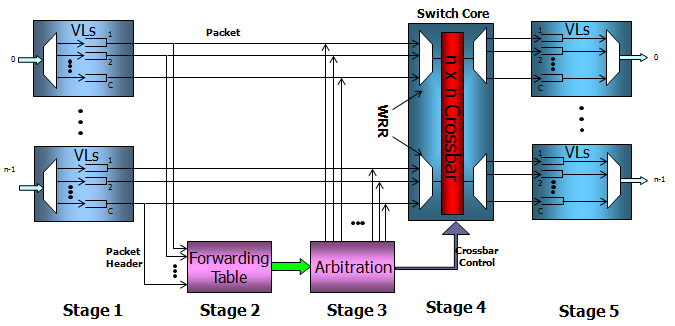 Switch Core
VLs
1
2
C
0
Packet
VLs
1
2
C
0
n x n Crossbar
WRR
VLs
1
2
C
n-1
VLs
1
2
C
n-1
Packet
Header
Forwarding
Table
Arbitration
Crossbar
Control
Stage 1
Stage 2
Stage 3
Stage 4
Stage 5